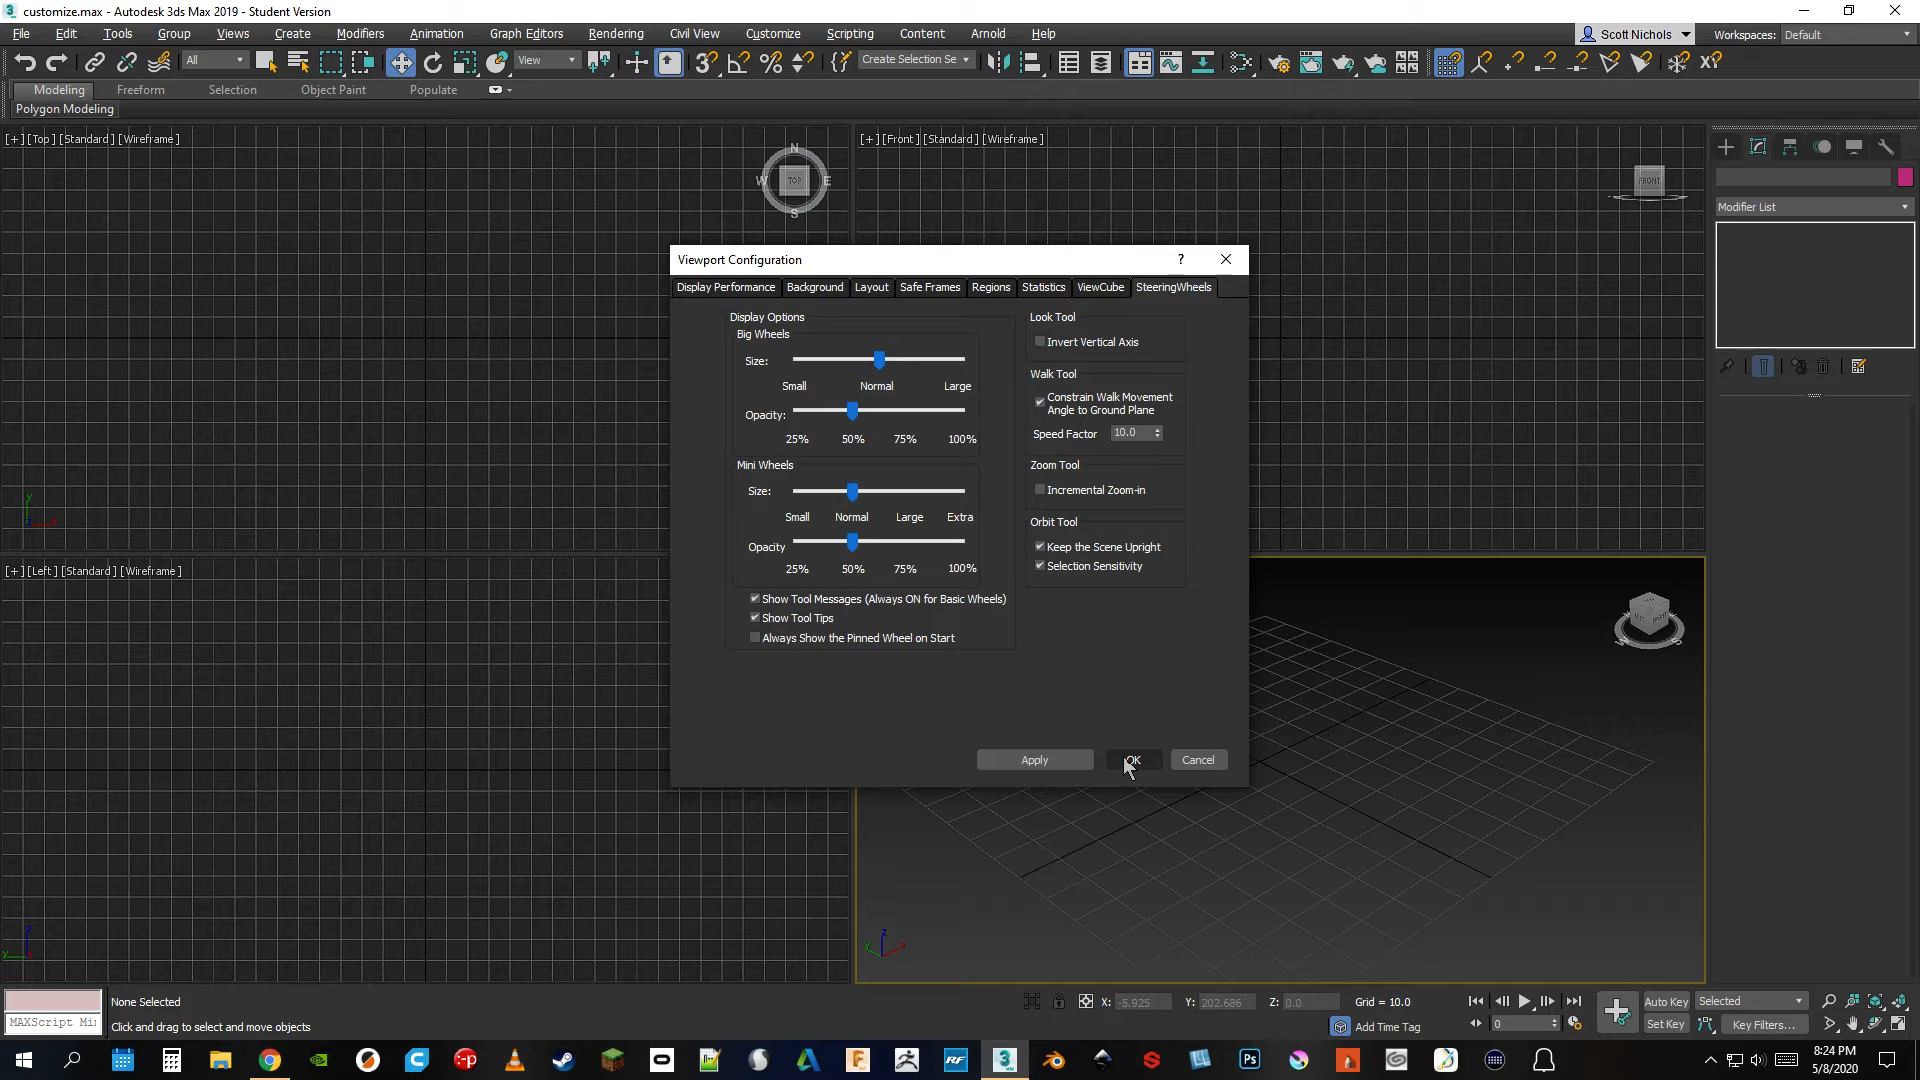 customize.max - Autodesk 3ds Max 2019 - Student Version
File Edit Tools Group Views Create Modifiers Animation Graph Editors Rendering Civil View Customize Scripting Content Arnold Help
Scott Nichols
Workspaces: Default
All
View
Create Selection Se
Modeling Freeform Selection Object Paint Populate
Polygon Modeling
[+] [Top] [Standard] [Wireframe]
N
W TOP E
S
[+] [Front] [Standard] [Wireframe]
FRONT
Modifier List
Viewport Configuration
?
Display Performance Background Layout Safe Frames Regions Statistics ViewCube SteeringWheels
Display Options
Big Wheels
Size:
Small Normal Large
Opacity:
25% 50% 75% 100%
Mini Wheels
Size:
Small Normal Large Extra
Opacity
25% 50% 75% 100%
Show Tool Messages (Always ON for Basic Wheels)
Show Tool Tips
Always Show the Pinned Wheel on Start
Look Tool
Invert Vertical Axis
Walk Tool
Constrain Walk Movement
Angle to Ground Plane
Speed Factor 10.0
Zoom Tool
Incremental Zoom-in
Orbit Tool
Keep the Scene Upright
Selection Sensitivity
Apply OK Cancel
[+] [Left] [Standard] [Wireframe]
None Selected
X: -5.925 Y: 202.686 Z: 0.0 Grid = 10.0
Auto Key Selected
MAXScript Mi
Click and drag to select and move objects
Add Time Tag
0
Set Key Key Filters...
8:24 PM
5/8/2020